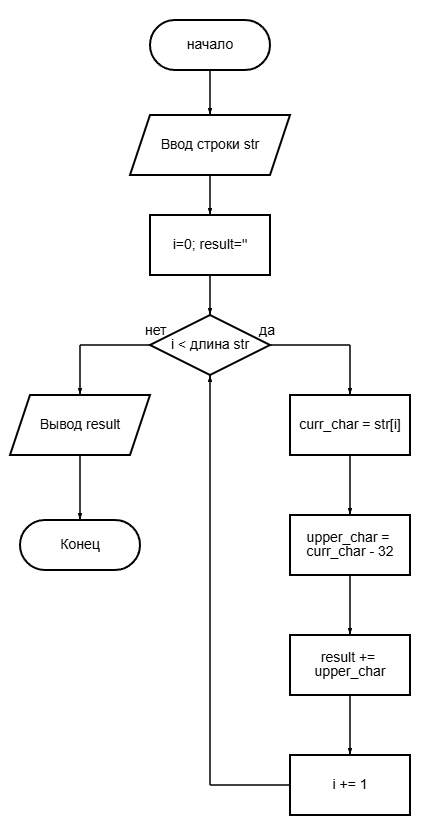 начало
Ввод строки str
i=0; result=''
нет
да
i < длина str
Вывод result
curr_char = str[i]
Конец
upper_char =
curr_char - 32
result +=
upper_char
i += 1